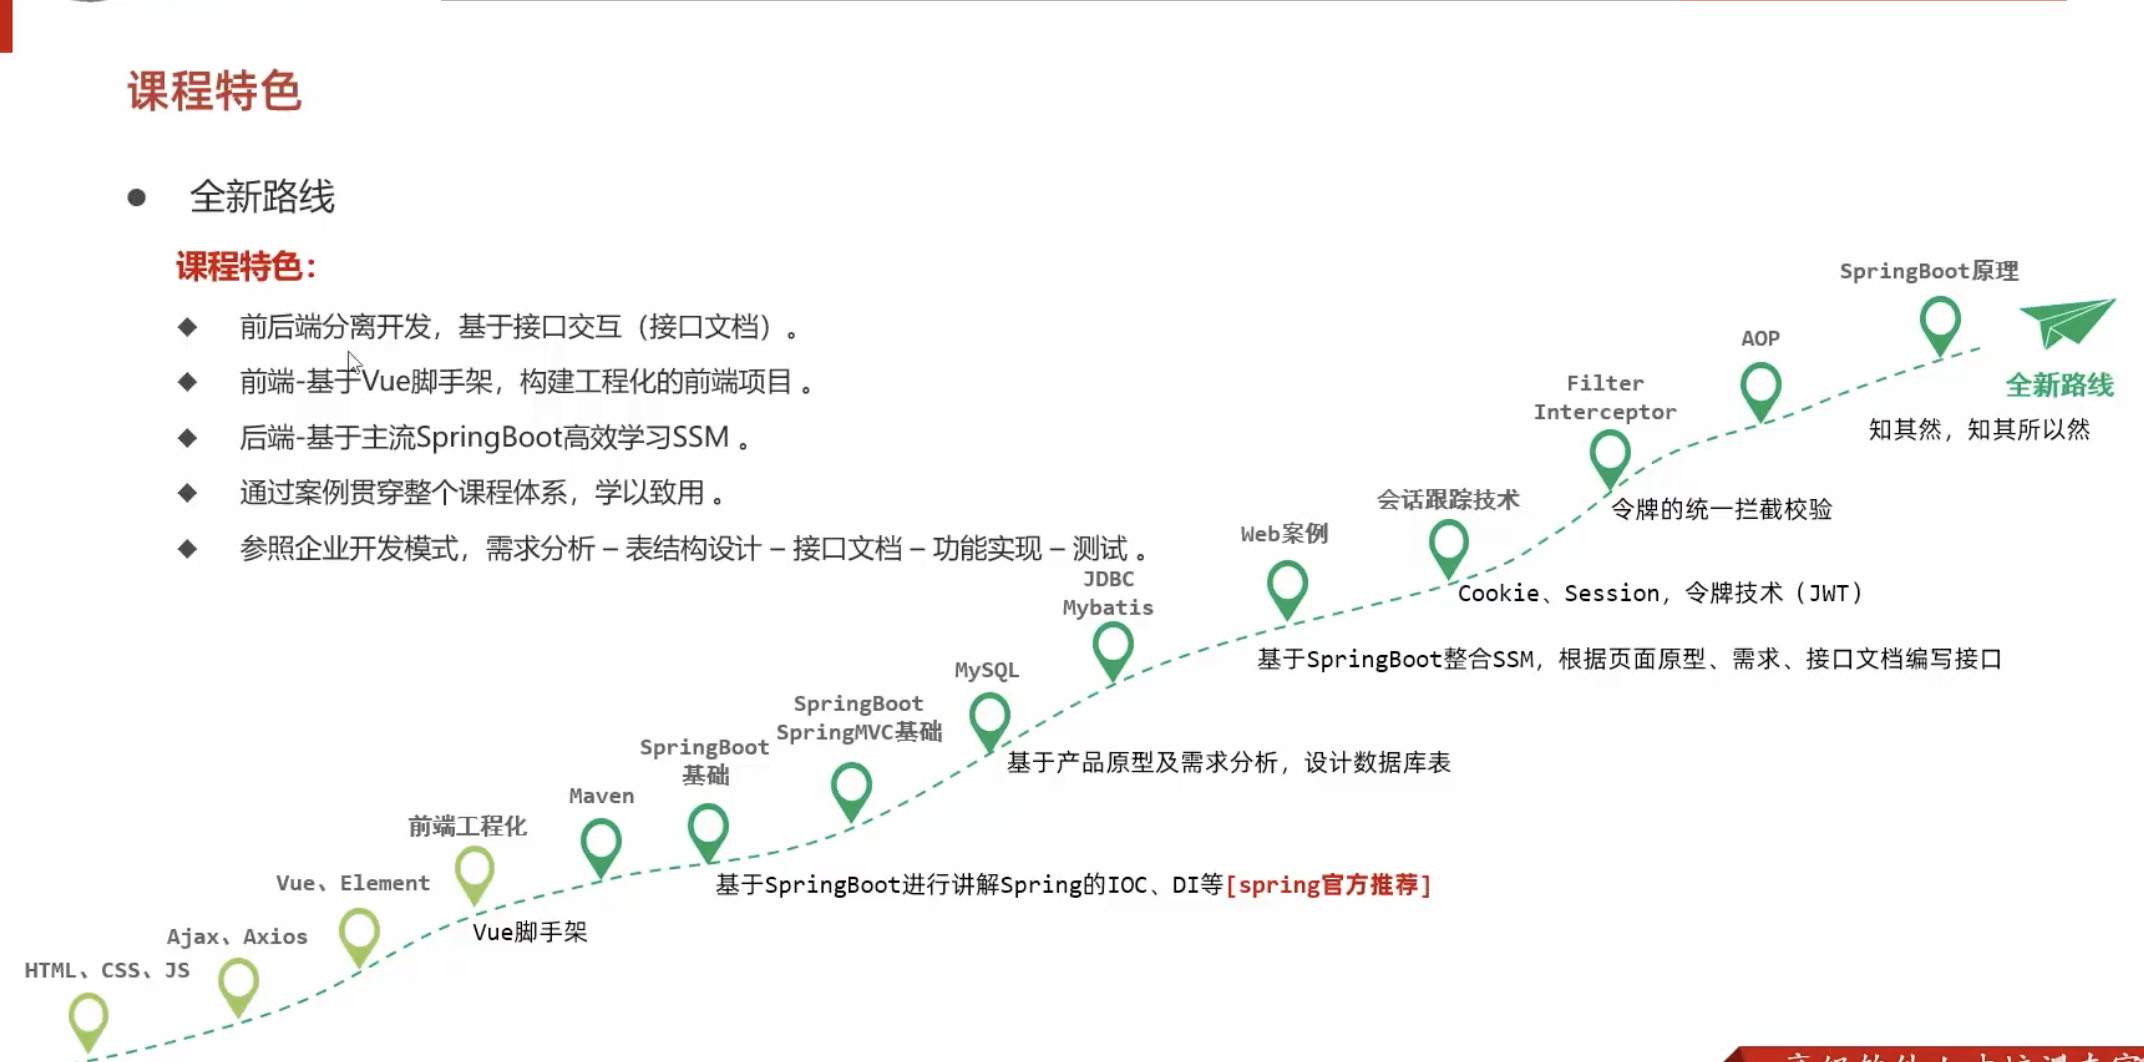 课程特色
全新路线
课程特色：
前后端分离开发，基于接口交互（接口文档）。
前端-基于Vue脚手架，构建工程化的前端项目 。
后端-基于主流SpringBoot高效学习SSM 。
通过案例贯穿整个课程体系，学以致用 。
参照企业开发模式，需求分析 – 表结构设计 – 接口文档 – 功能实现 – 测试 。
HTML、CSS、JS
Ajax、Axios
Vue、Element
前端工程化
Vue脚手架
Maven
SpringBoot
基础
基于SpringBoot进行讲解Spring的IOC、DI等[spring官方推荐]
SpringBoot
SpringMVC基础
MySQL
基于产品原型及需求分析，设计数据库表
JDBC
Mybatis
Web案例
基于SpringBoot整合SSM，根据页面原型、需求、接口文档编写接口
会话跟踪技术
Cookie、Session，令牌技术（JWT）
Filter
Interceptor
令牌的统一拦截校验
AOP
SpringBoot原理
全新路线
知其然，知其所以然